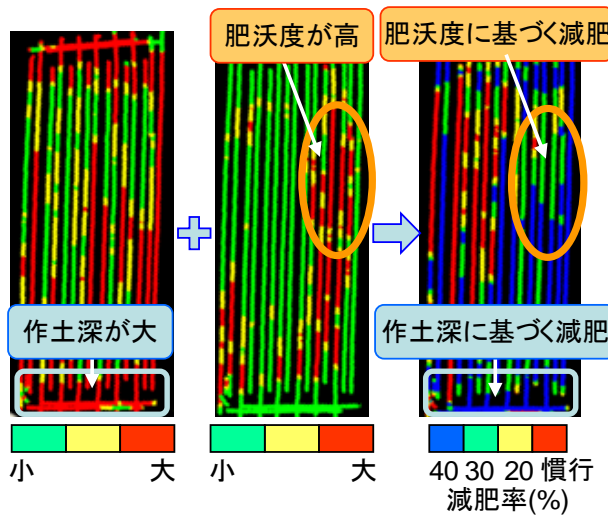 肥沃度が高
肥沃度に基づく減肥
作土深が大
作土深に基づく減肥
小 大
小 大
40 30 20 慣行
減肥率(%)